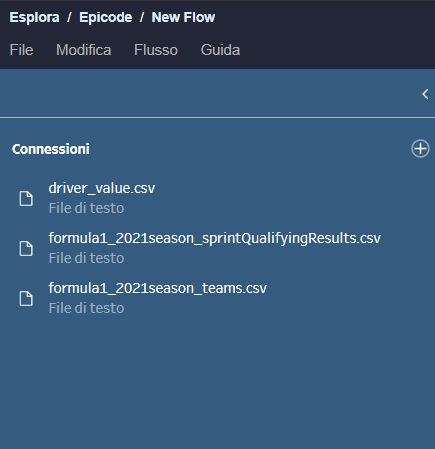 Esplora / Epicode / New Flow
File Modifica Flusso Guida
Connessioni
driver_value.csv
File di testo
formula1_2021season_sprintQualifyingResults.csv
File di testo
formula1_2021season_teams.csv
File di testo